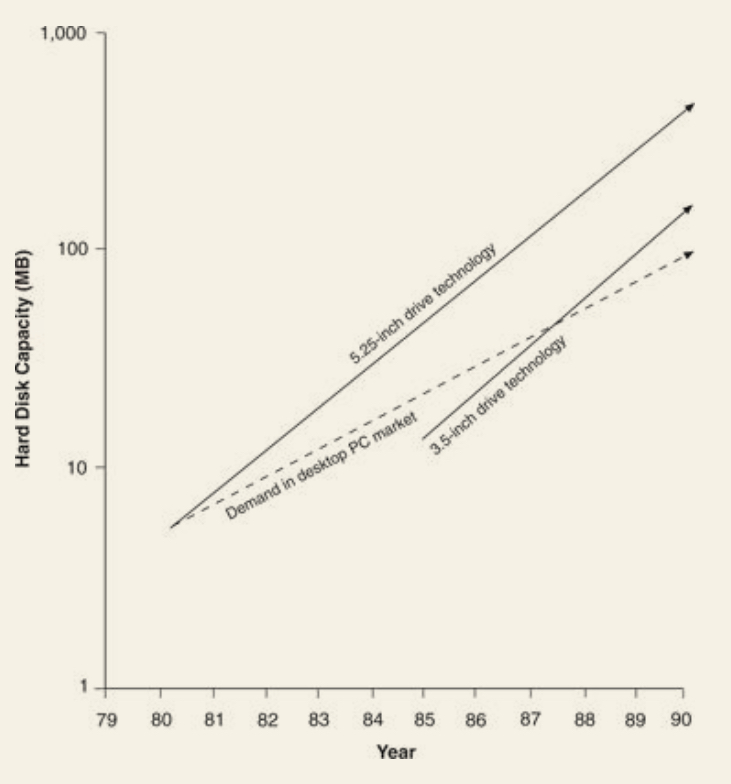 1,000
100
10
1
Hard Disk Capacity (MB)
5.25-inch drive technology
3.5-inch drive technology
Demand in desktop PC market
79 80 81 82 83 84 85 86 87 88 89 90
Year